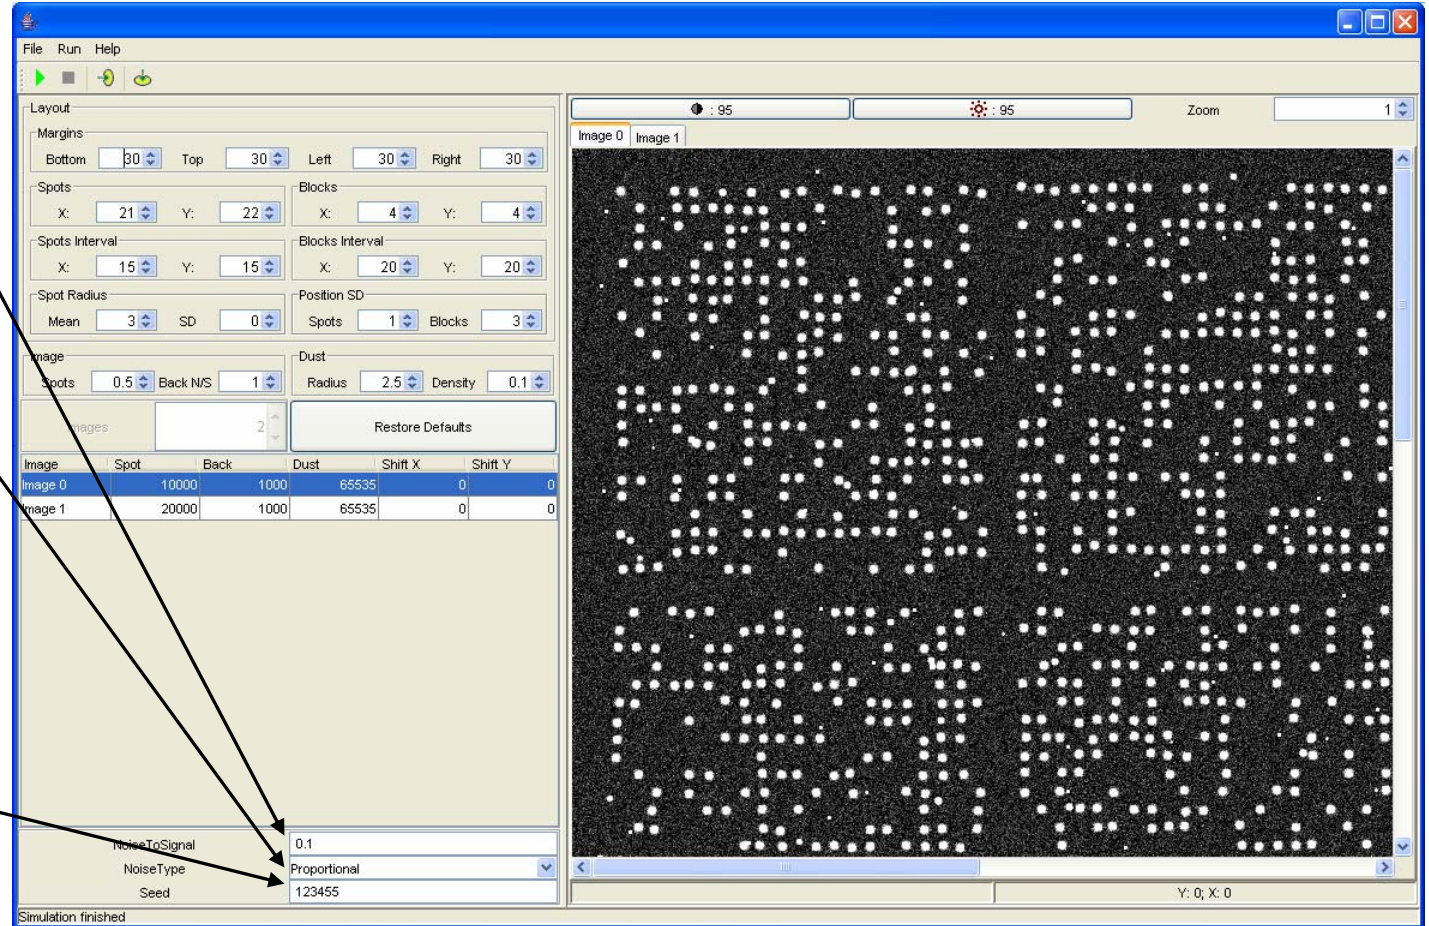 File Run Help
: 95 : 95 Zoom 1
Image 0 Image 1
Layout
Margins
Bottom 30 Top 30 Left 30 Right 30
Spots Blocks
X: 21 Y: 22 X: 4 Y: 4
Spots Interval Blocks Interval
X: 15 Y: 15 X: 20 Y: 20
Spot Radius Position SD
Mean 3 SD 0 Spots 1 Blocks 3
Image Dust
Spots 0.5 Back N/S 1 Radius 2.5 Density 0.1
Images 2 Restore Defaults
Image Spot Back Dust Shift X Shift Y
Image 0 10000 1000 65535 0 0
Image 1 20000 1000 65535 0 0
NoiseToSignal 0.1
NoiseType Proportional
Seed 123455
Y: 0; X: 0
Simulation finished